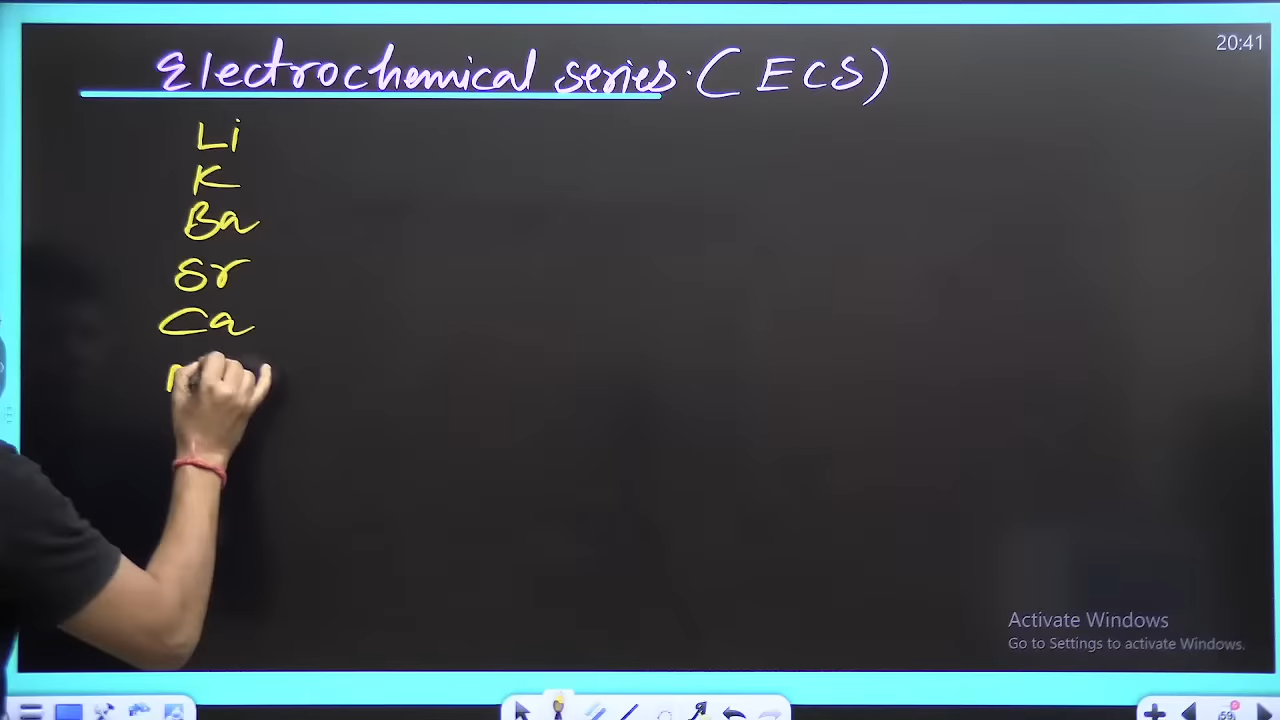 20:41
Electrochemical series. (ECS)
Li
K
Ba
Sr
Ca
Activate Windows
Go to Settings to activate Windows.